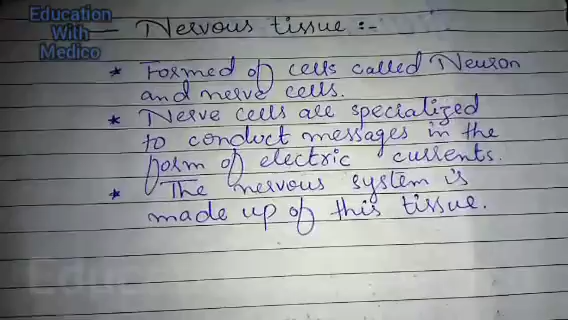 Education
With
Medico
— Nervous tissue :-
* Formed of cells called Neuron
and nerve cells.
* Nerve cells are specialized
to conduct messages in the
form of electric currents.
* The nervous system is
made up of this tissue.